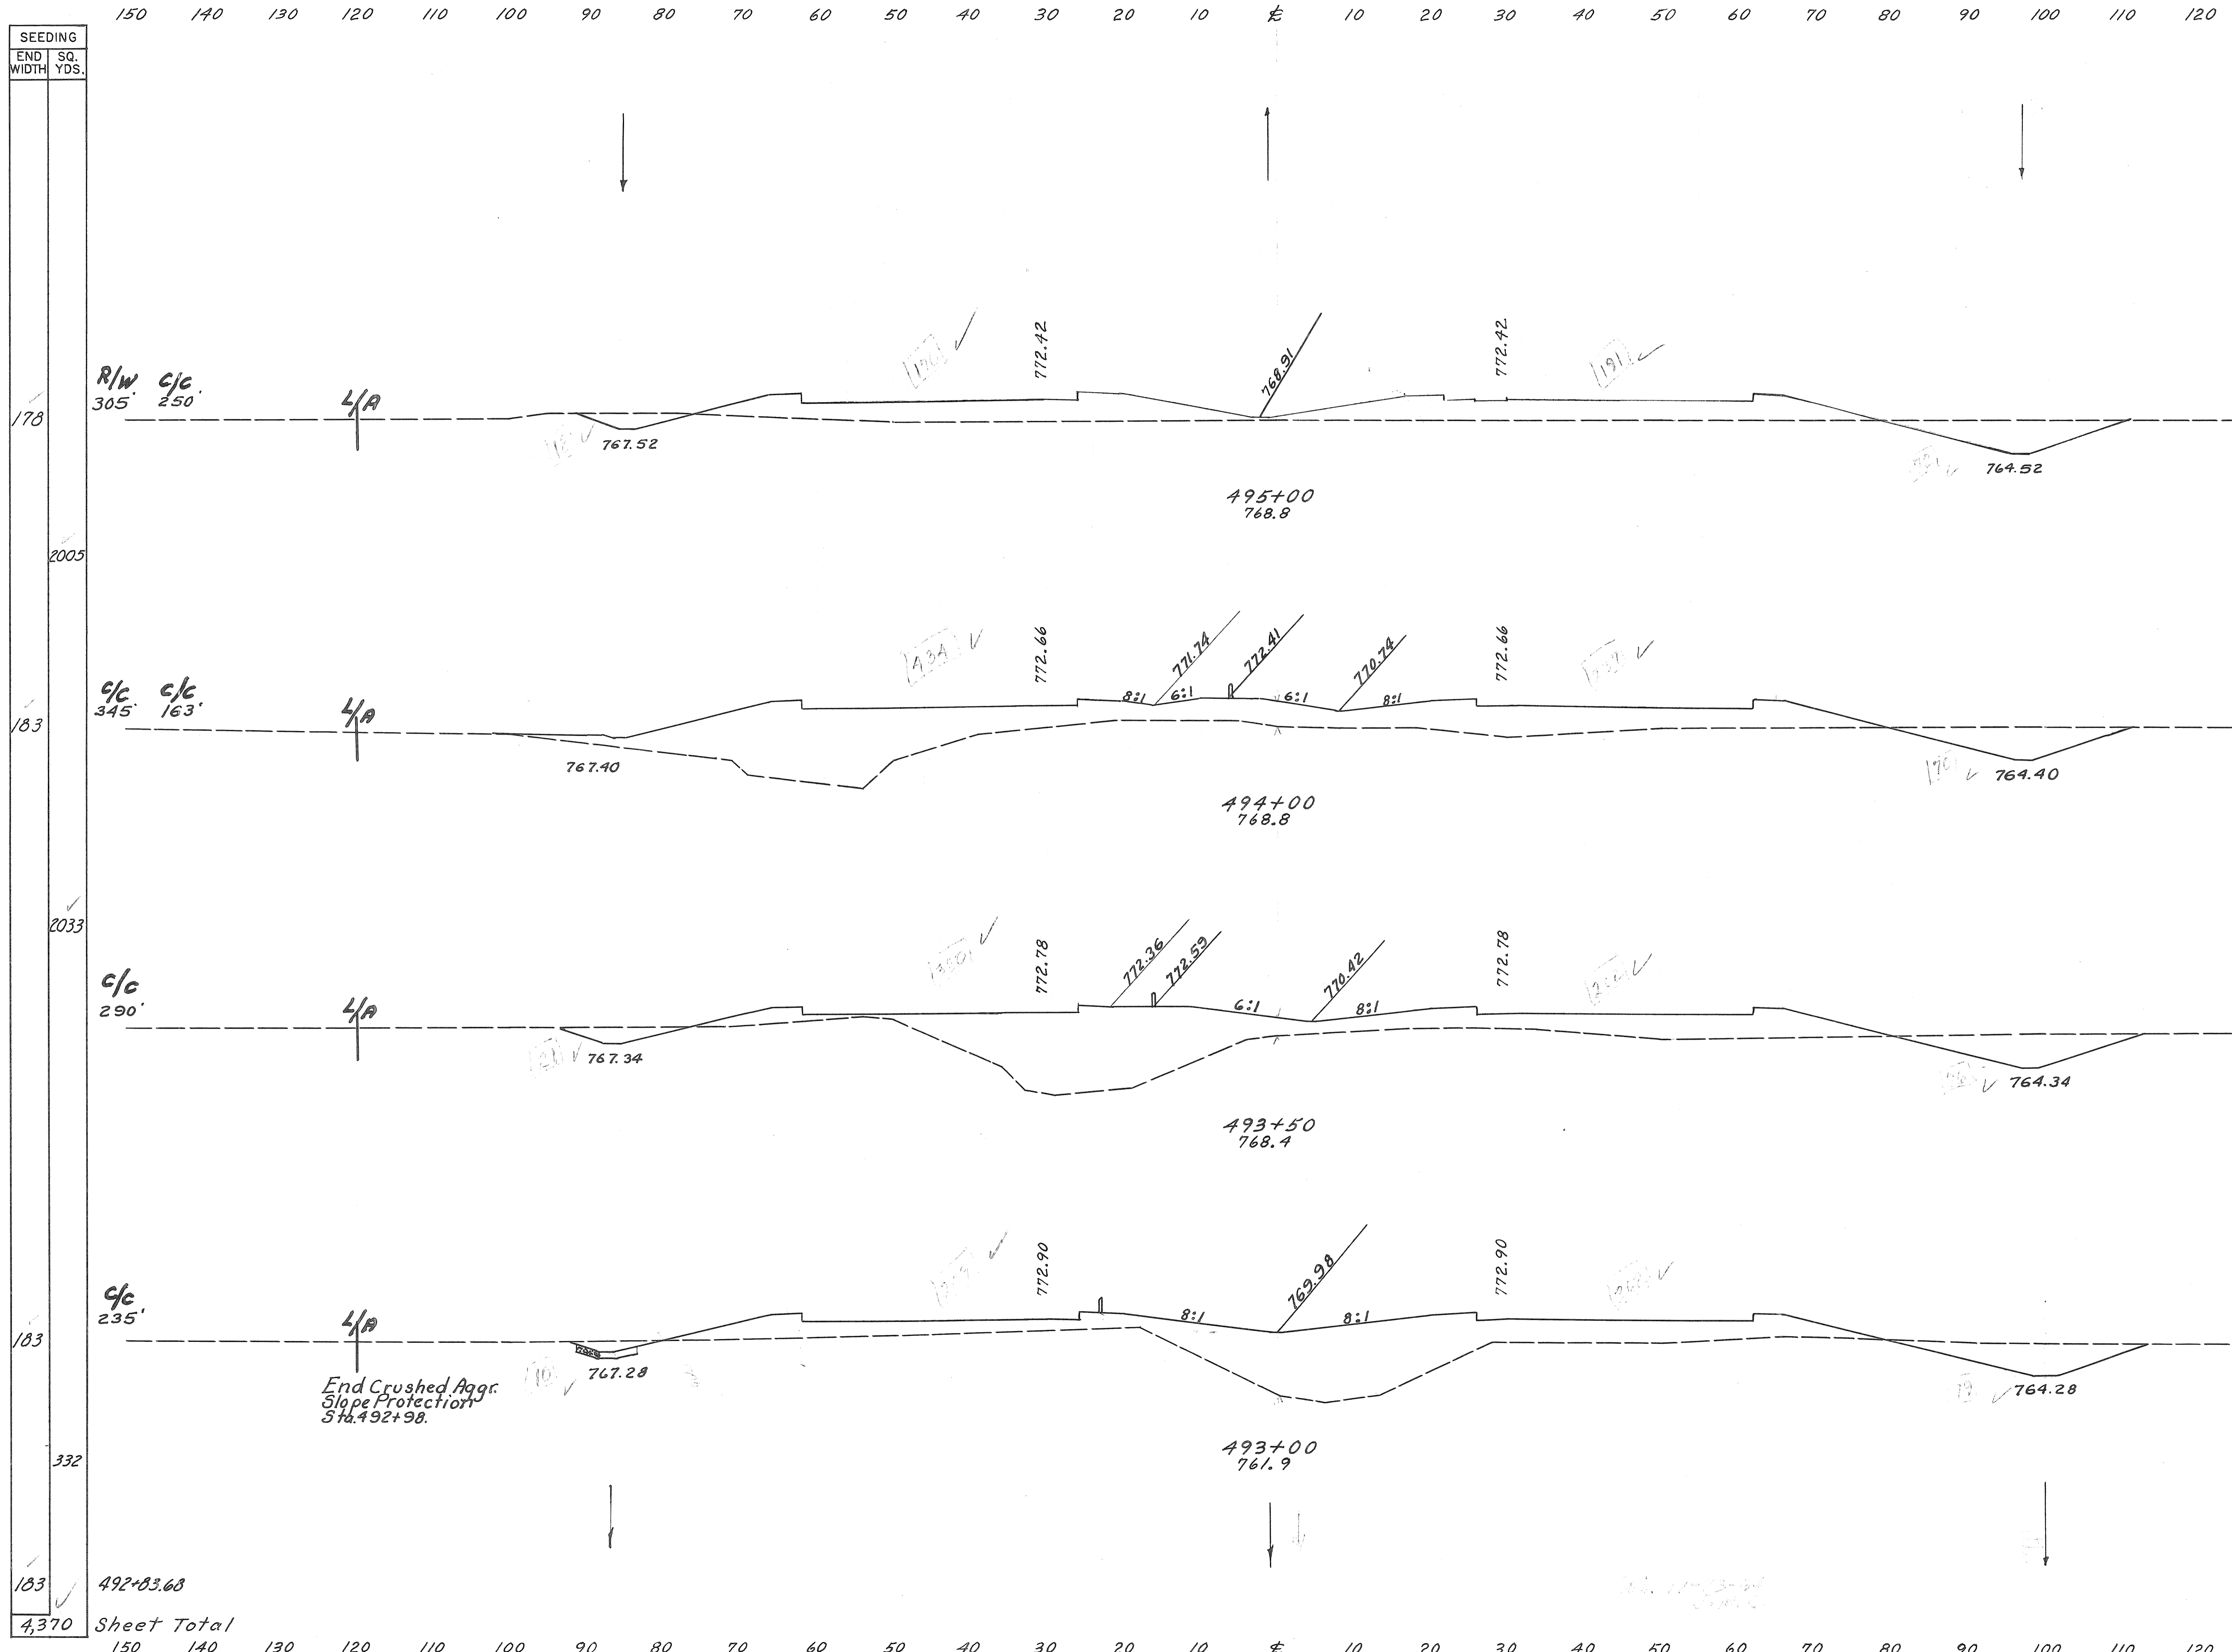 150 140 130 120 110 100 90 80 70 60 50 40 30 20 10 ₵ 10 20 30 40 50 60 70 80 90 100 110 120
SEEDING
END WIDTH
SQ. YDS.
772.42
768.91
772.42
R/W C/C
305' 250'
L/A
178
767.52
764.52
495+00
768.8
2005
772.66
771.74
772.41
770.74
772.66
C/C C/C
345' 163'
L/A
8:1 6:1 6:1 8:1
183
767.40
764.40
494+00
768.8
2033
772.78
772.36
772.59
770.42
772.78
C/C
290'
L/A
6:1 8:1
767.34
764.34
493+50
768.4
772.90
769.98
772.90
C/C
235'
L/A
8:1 8:1
183
767.28
764.28
End Crushed Aggr.
Slope Protection
Sta. 492+98.
493+00
761.9
332
183 492+83.68
4,370 Sheet Total
150 140 130 120 110 100 90 80 70 60 50 40 30 20 10 ₵ 10 20 30 40 50 60 70 80 90 100 110 120